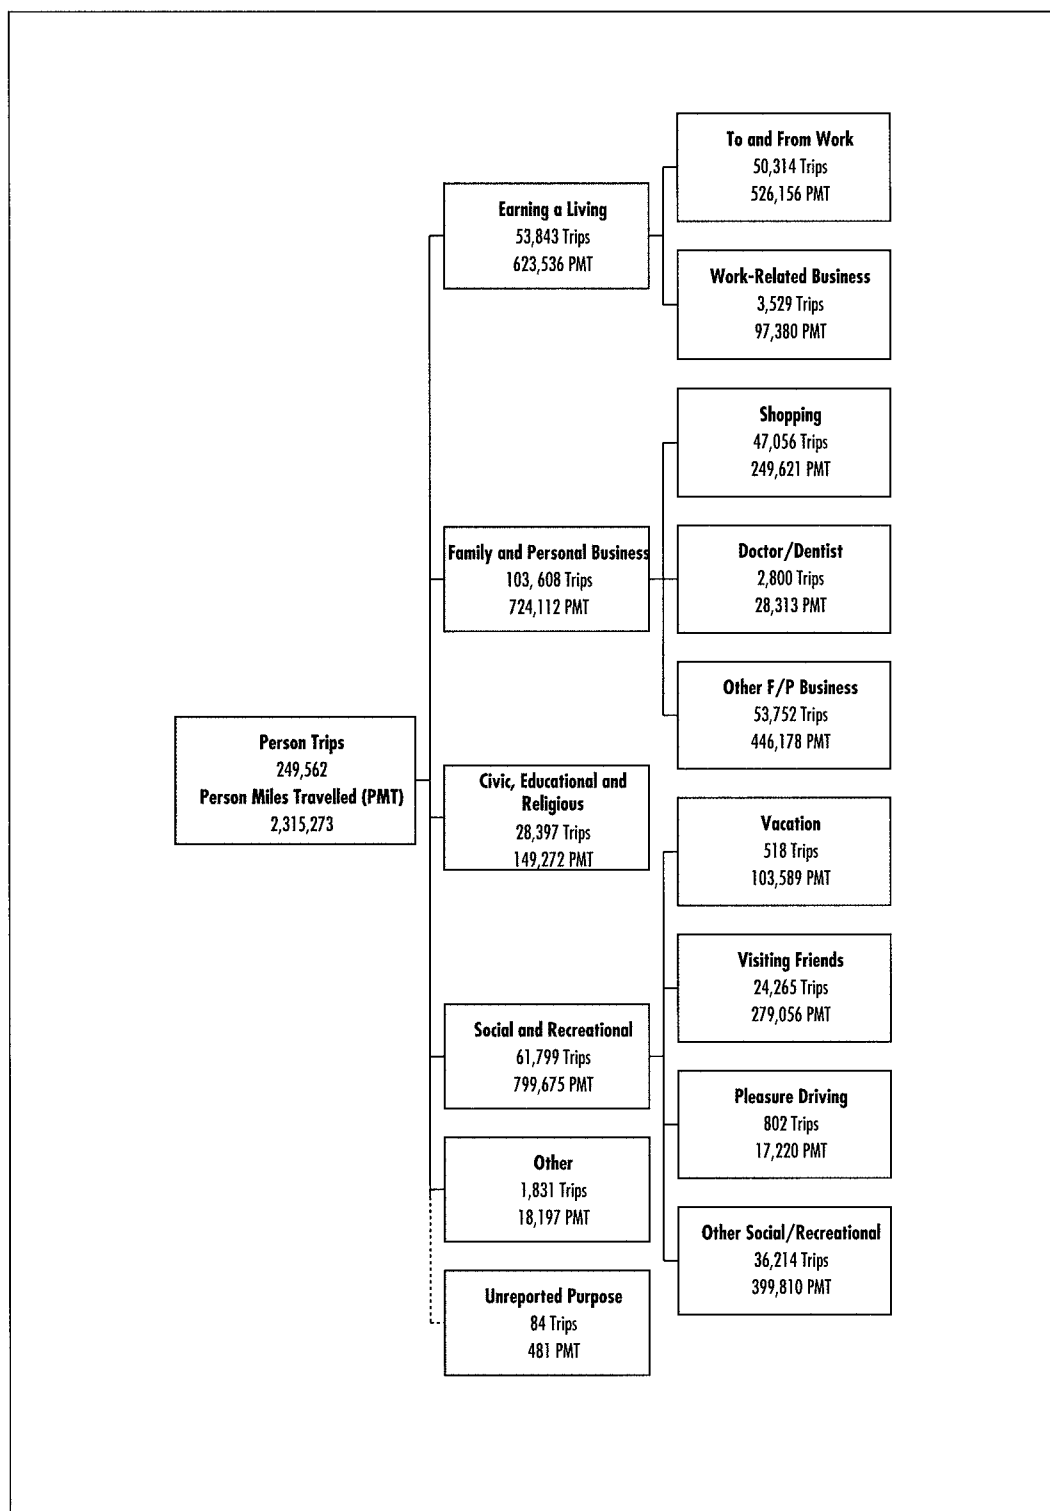 Person Trips
249,562
Person Miles Travelled (PMT)
2,315,273
Earning a Living
53,843 Trips
623,536 PMT
To and From Work
50,314 Trips
526,156 PMT
Work-Related Business
3,529 Trips
97,380 PMT
Family and Personal Business
103, 608 Trips
724,112 PMT
Shopping
47,056 Trips
249,621 PMT
Doctor/Dentist
2,800 Trips
28,313 PMT
Other F/P Business
53,752 Trips
446,178 PMT
Civic, Educational and
Religious
28,397 Trips
149,272 PMT
Social and Recreational
61,799 Trips
799,675 PMT
Vacation
518 Trips
103,589 PMT
Visiting Friends
24,265 Trips
279,056 PMT
Pleasure Driving
802 Trips
17,220 PMT
Other Social/Recreational
36,214 Trips
399,810 PMT
Other
1,831 Trips
18,197 PMT
Unreported Purpose
84 Trips
481 PMT